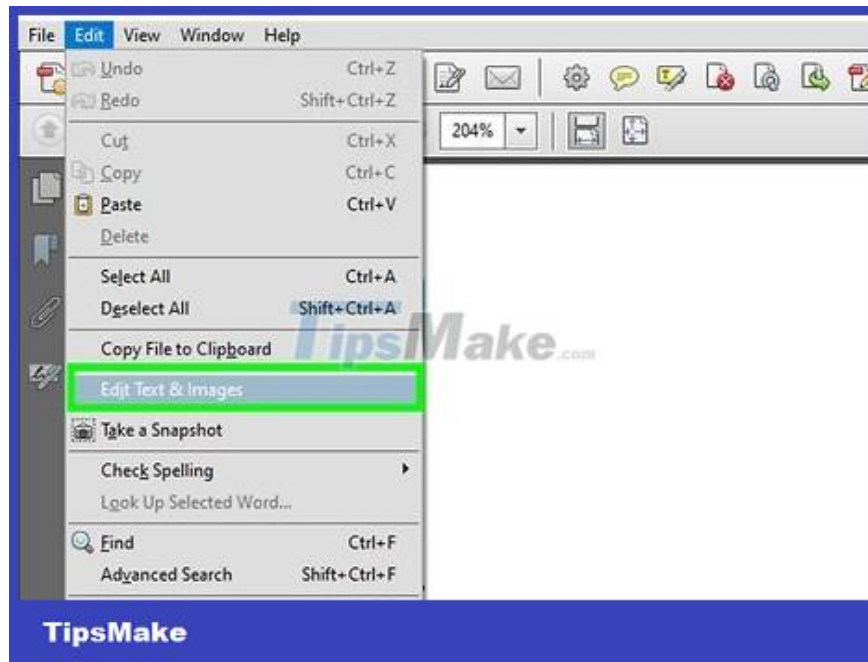 File Edit View Window Help
Undo Ctrl+Z
Redo Shift+Ctrl+Z
204%
Cut Ctrl+X
Copy Ctrl+C
Paste Ctrl+V
Delete
Select All Ctrl+A
Deselect All Shift+Ctrl+A
TipsMake.com
Copy File to Clipboard
Edit Text & Images
Take a Snapshot
Check Spelling
Look Up Selected Word...
Find Ctrl+F
Advanced Search Shift+Ctrl+F
TipsMake